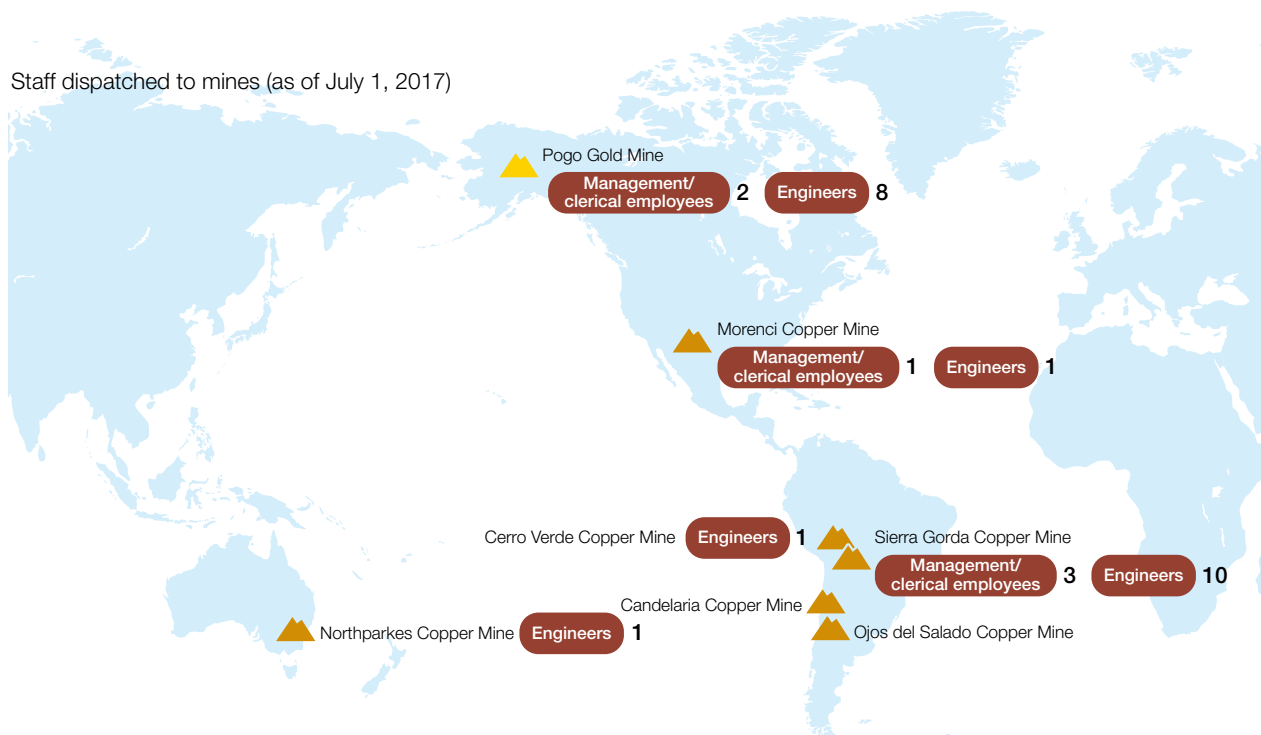 Staff dispatched to mines (as of July 1, 2017)
Pogo Gold Mine
Management/
clerical employees 2 Engineers 8
Morenci Copper Mine
Management/
clerical employees 1 Engineers 1
Cerro Verde Copper Mine Engineers 1
Sierra Gorda Copper Mine
Management/
clerical employees 3 Engineers 10
Candelaria Copper Mine
Northparkes Copper Mine Engineers 1
Ojos del Salado Copper Mine